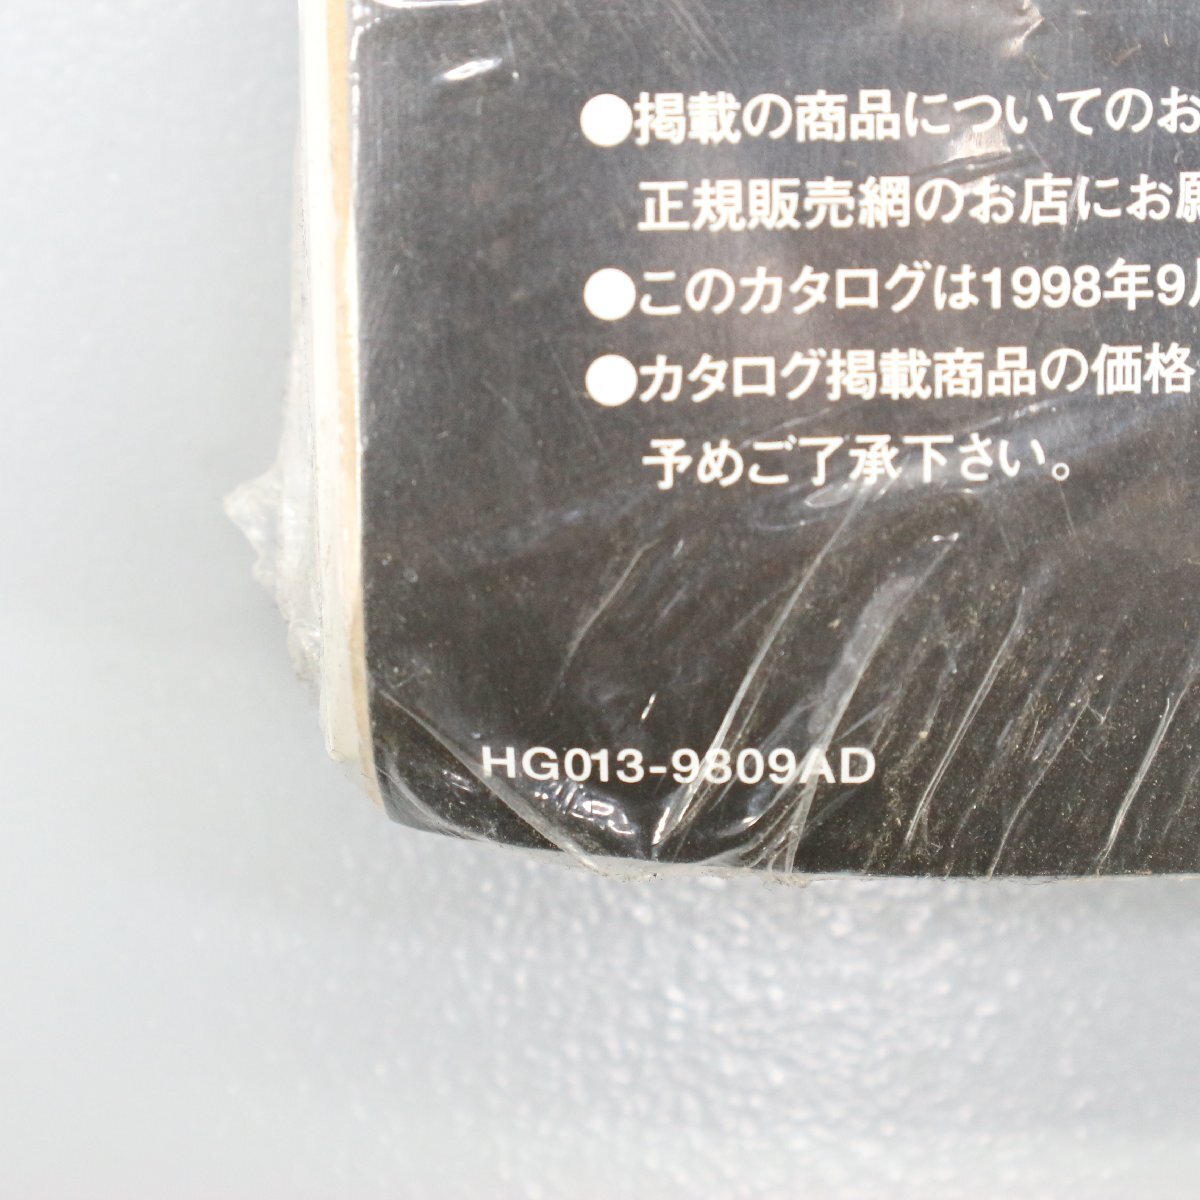 ●掲載の商品についてのお
正規販売網のお店にお願
●このカタログは1998年9月
●カタログ掲載商品の価格
予めご了承下さい。
HG013-9809AD